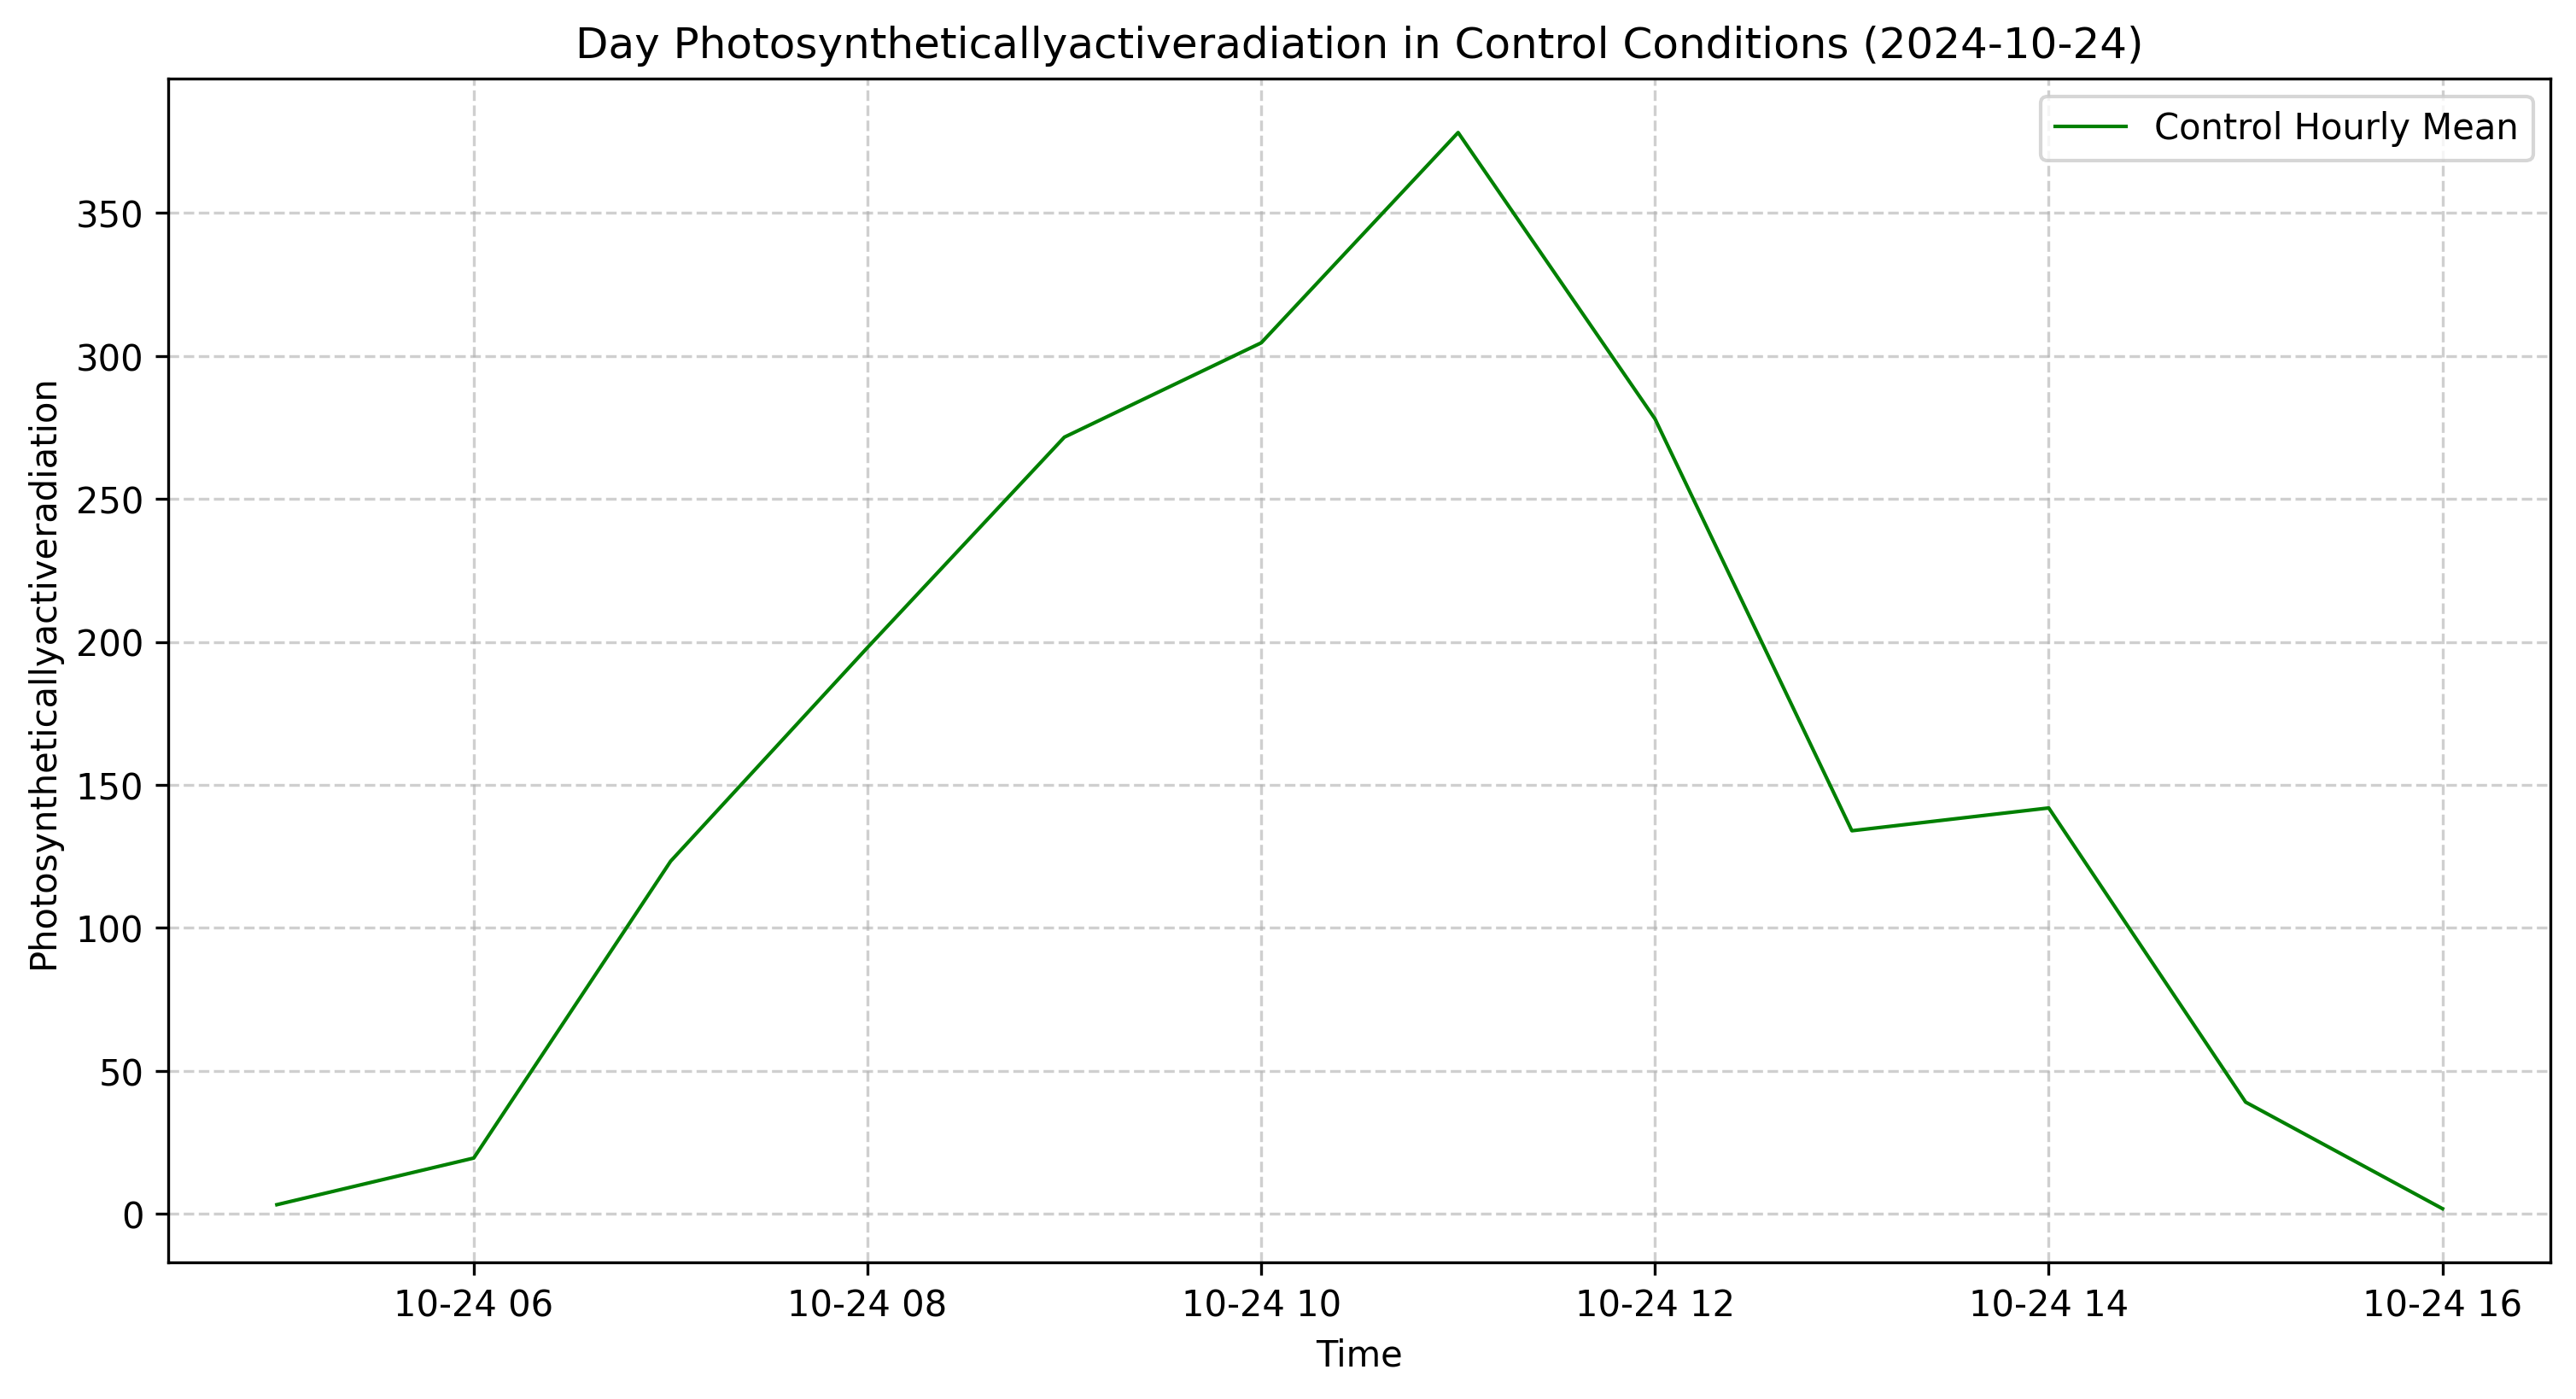 Day Photosyntheticallyactiveradiation in Control Conditions (2024-10-24)
Control Hourly Mean
Photosyntheticallyactiveradiation
350
300
250
200
150
100
50
0
10-24 06 10-24 08 10-24 10 10-24 12 10-24 14 10-24 16
Time